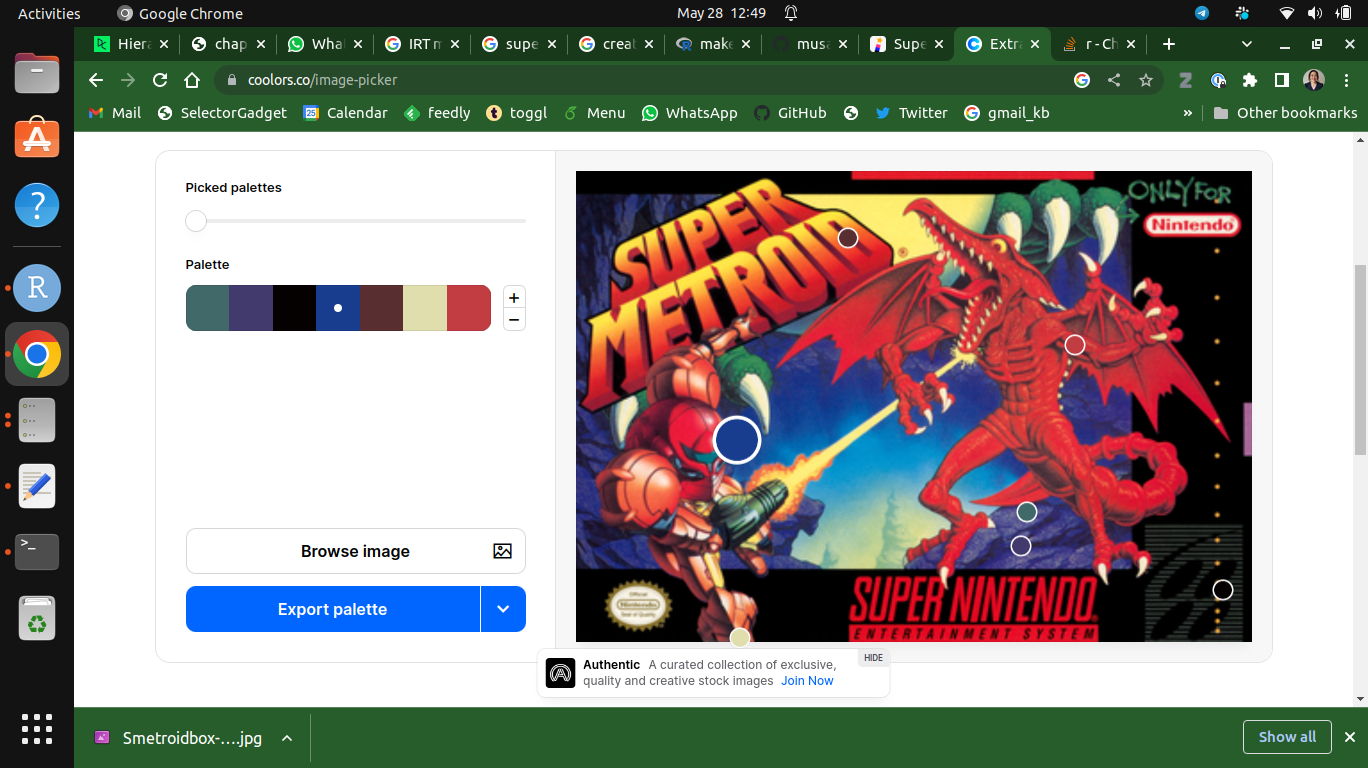 Activities
Google Chrome
May 28 12:49
Hiera
chap
What
IRT m
supe
creat
make
musa
Supe
Extra
r - Ch
coolors.co/image-picker
Mail
SelectorGadget
Calendar
feedly
toggl
Menu
WhatsApp
GitHub
Twitter
gmail_kb
»
Other bookmarks
Picked palettes
Palette
+
−
Browse image
Export palette
ONLY FOR
Nintendo
SUPER
METROID
®
Official
Nintendo
Seal of Quality
SUPER NINTENDO
ENTERTAINMENT SYSTEM
Authentic A curated collection of exclusive,
quality and creative stock images Join Now
HIDE
Smetroidbox-....jpg
Show all